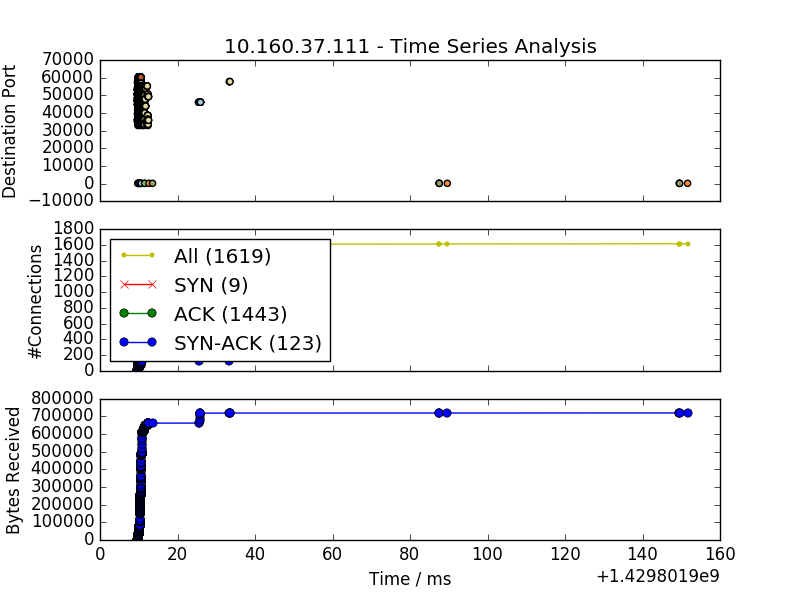 10.160.37.111 - Time Series Analysis
70000
60000
50000
40000
30000
20000
10000
0
−10000
Destination Port
1800
1600
1400
1200
1000
800
600
400
200
0
#Connections
All (1619)
SYN (9)
ACK (1443)
SYN-ACK (123)
800000
700000
600000
500000
400000
300000
200000
100000
0
Bytes Received
0 20 40 60 80 100 120 140 160
Time / ms
+1.4298019e9